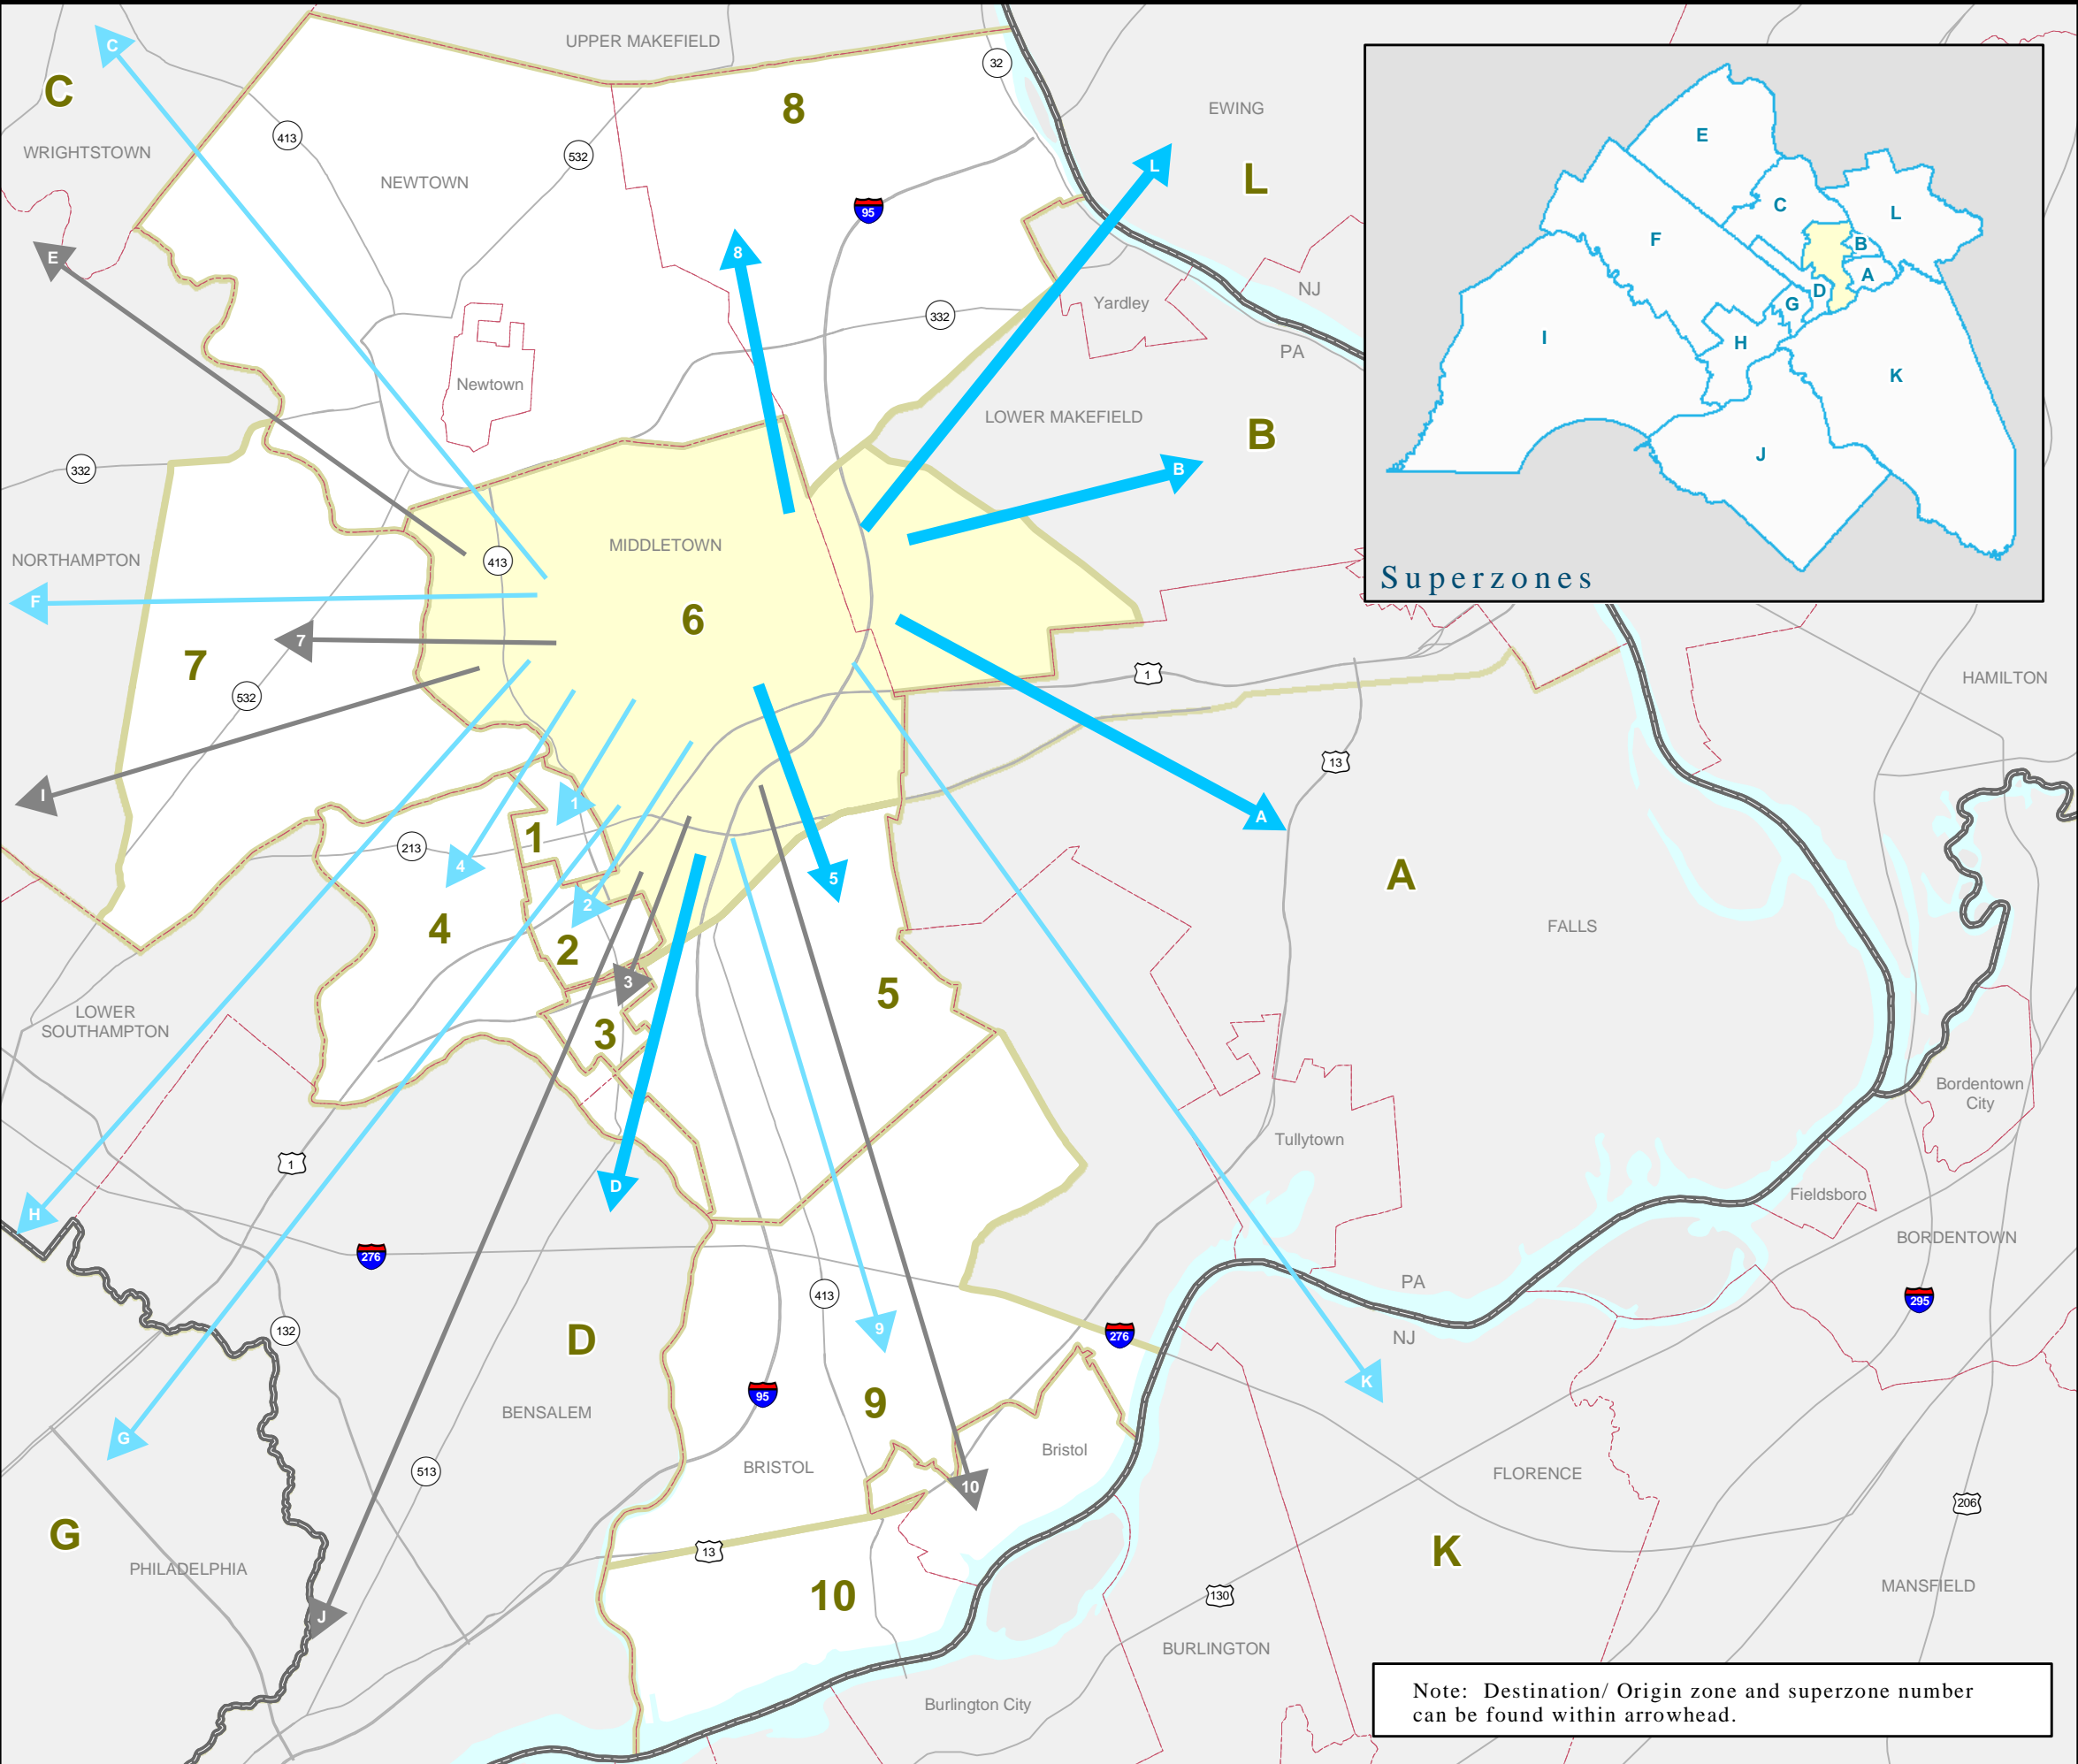 UPPER MAKEFIELD
C
C
32
8
EWING
L
L
WRIGHTSTOWN
413
532
NEWTOWN
95
E
8
NJ
Yardley
332
PA
Newtown
LOWER MAKEFIELD
B
B
332
NORTHAMPTON
MIDDLETOWN
413
F
6
7
7
532
1
HAMILTON
I
13
1
A
1
213
4
A
5
2
4
2
FALLS
3
5
LOWER
SOUTHAMPTON
3
Bordentown
City
Tullytown
1
D
H
Fieldsboro
BORDENTOWN
276
PA
413
295
9
132
D
276
NJ
K
95
9
BENSALEM
G
Bristol
BRISTOL
513
10
FLORENCE
206
G
13
K
PHILADELPHIA
10
130
MANSFIELD
J
BURLINGTON
Burlington City
E
C
L
F
B
A
D
G
I
H
K
J
Superzones
Note: Destination/ Origin zone and superzone number
can be found within arrowhead.